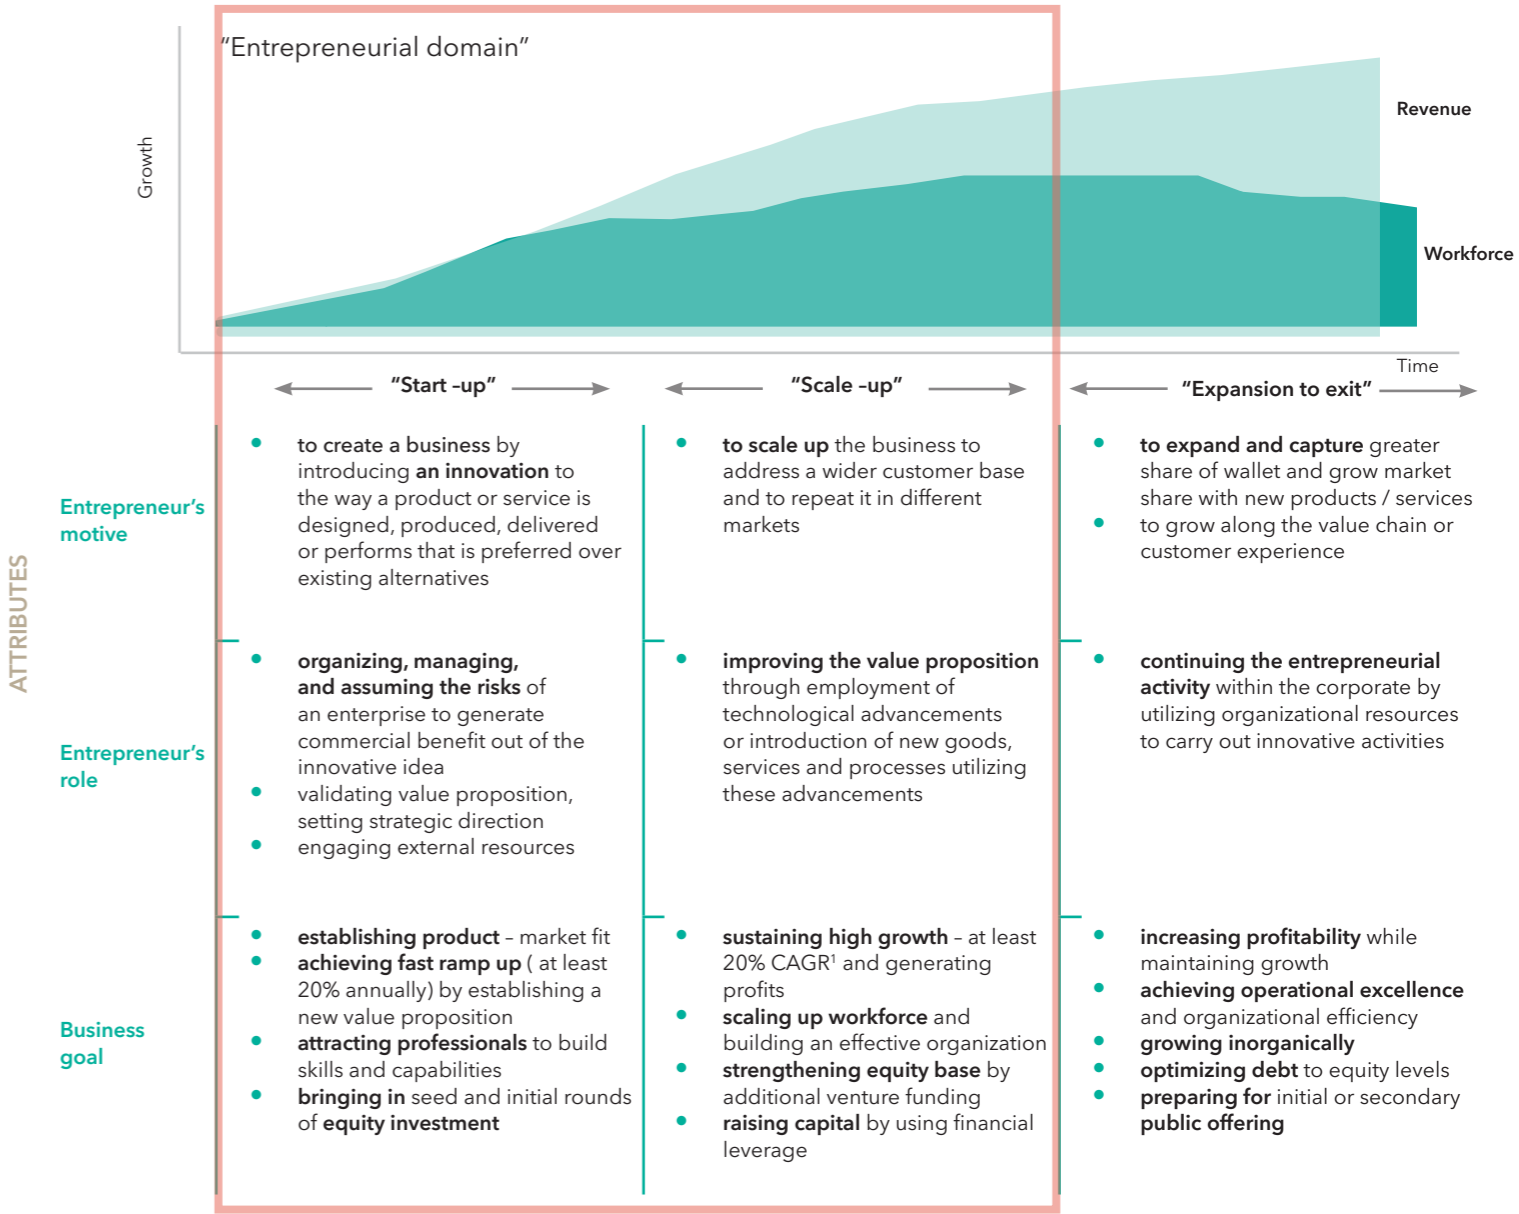 “Entrepreneurial domain”
Growth
Revenue
Workforce
Time
“Start –up”
“Scale –up”
“Expansion to exit”
ATTRIBUTES
Entrepreneur’s
motive
• to create a business by
introducing an innovation to
the way a product or service is
designed, produced, delivered
or performs that is preferred over
existing alternatives
• to scale up the business to
address a wider customer base
and to repeat it in different
markets
• to expand and capture greater
share of wallet and grow market
share with new products / services
• to grow along the value chain or
customer experience
Entrepreneur’s
role
• organizing, managing,
and assuming the risks of
an enterprise to generate
commercial benefit out of the
innovative idea
• validating value proposition,
setting strategic direction
• engaging external resources
• improving the value proposition
through employment of
technological advancements
or introduction of new goods,
services and processes utilizing
these advancements
• continuing the entrepreneurial
activity within the corporate by
utilizing organizational resources
to carry out innovative activities
Business
goal
• establishing product – market fit
• achieving fast ramp up ( at least
20% annually) by establishing a
new value proposition
• attracting professionals to build
skills and capabilities
• bringing in seed and initial rounds
of equity investment
• sustaining high growth – at least
20% CAGR¹ and generating
profits
• scaling up workforce and
building an effective organization
• strengthening equity base by
additional venture funding
• raising capital by using financial
leverage
• increasing profitability while
maintaining growth
• achieving operational excellence
and organizational efficiency
• growing inorganically
• optimizing debt to equity levels
• preparing for initial or secondary
public offering